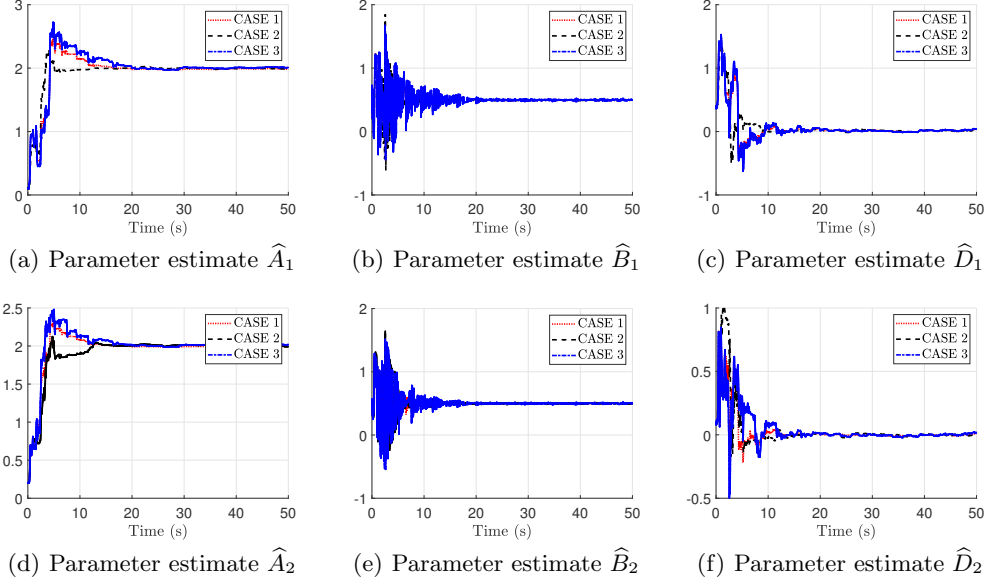 3
2
1
0
0 10 20 30 40 50
Time (s)
CASE 1
CASE 2
CASE 3
(a) Parameter estimate Â₁
2
1
0
-1
0 10 20 30 40 50
Time (s)
CASE 1
CASE 2
CASE 3
(b) Parameter estimate B̂₁
2
1
0
-1
0 10 20 30 40 50
Time (s)
CASE 1
CASE 2
CASE 3
(c) Parameter estimate D̂₁
2.5
2
1.5
1
0.5
0
0 10 20 30 40 50
Time (s)
CASE 1
CASE 2
CASE 3
(d) Parameter estimate Â₂
2
1
0
-1
0 10 20 30 40 50
Time (s)
CASE 1
CASE 2
CASE 3
(e) Parameter estimate B̂₂
1
0.5
0
-0.5
0 10 20 30 40 50
Time (s)
CASE 1
CASE 2
CASE 3
(f) Parameter estimate D̂₂